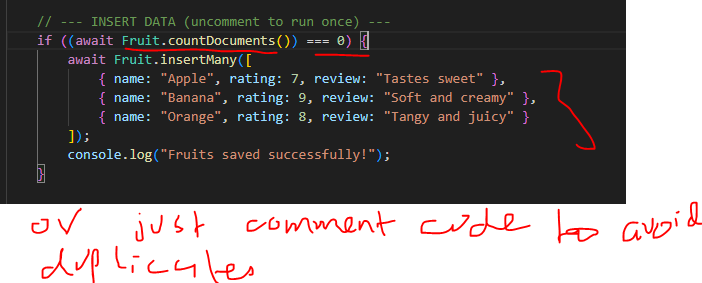 // --- INSERT DATA (uncomment to run once) ---
if ((await Fruit.countDocuments()) === 0) {
await Fruit.insertMany([
{ name: "Apple", rating: 7, review: "Tastes sweet" },
{ name: "Banana", rating: 9, review: "Soft and creamy" },
{ name: "Orange", rating: 8, review: "Tangy and juicy" }
]);
console.log("Fruits saved successfully!");
}
or just comment code to avoid
duplicates